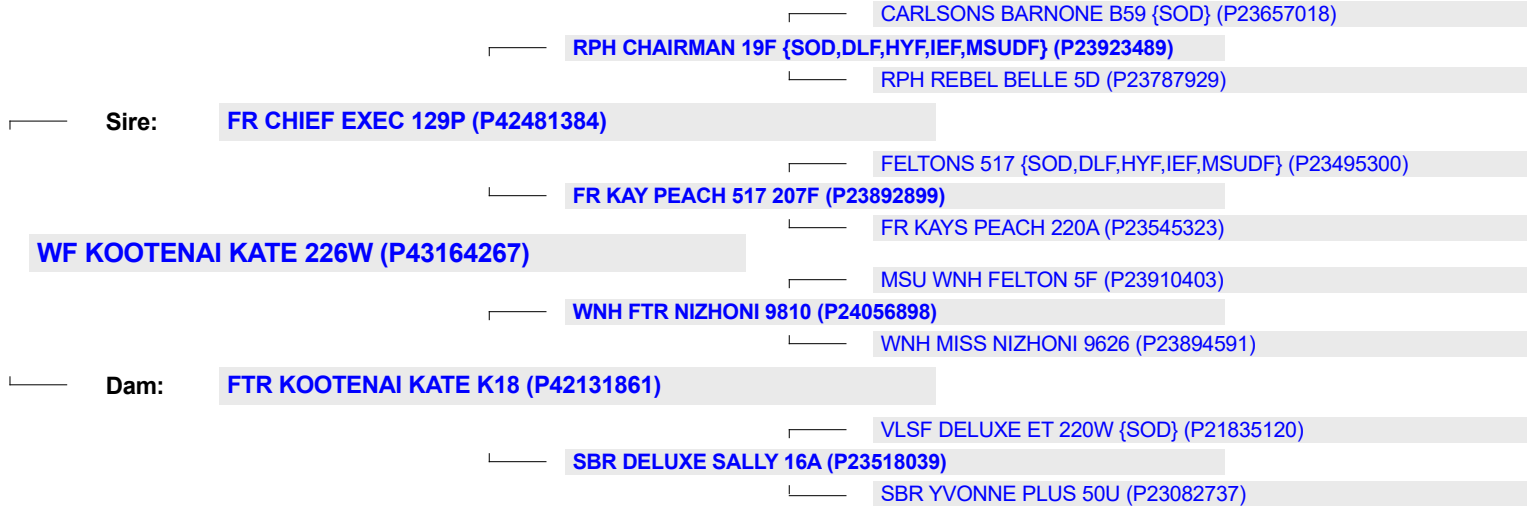 CARLSONS BARNONE B59 {SOD} (P23657018)
RPH CHAIRMAN 19F {SOD,DLF,HYF,IEF,MSUDF} (P23923489)
RPH REBEL BELLE 5D (P23787929)
Sire: FR CHIEF EXEC 129P (P42481384)
FELTONS 517 {SOD,DLF,HYF,IEF,MSUDF} (P23495300)
FR KAY PEACH 517 207F (P23892899)
FR KAYS PEACH 220A (P23545323)
WF KOOTENAI KATE 226W (P43164267)
MSU WNH FELTON 5F (P23910403)
WNH FTR NIZHONI 9810 (P24056898)
WNH MISS NIZHONI 9626 (P23894591)
Dam: FTR KOOTENAI KATE K18 (P42131861)
VLSF DELUXE ET 220W {SOD} (P21835120)
SBR DELUXE SALLY 16A (P23518039)
SBR YVONNE PLUS 50U (P23082737)